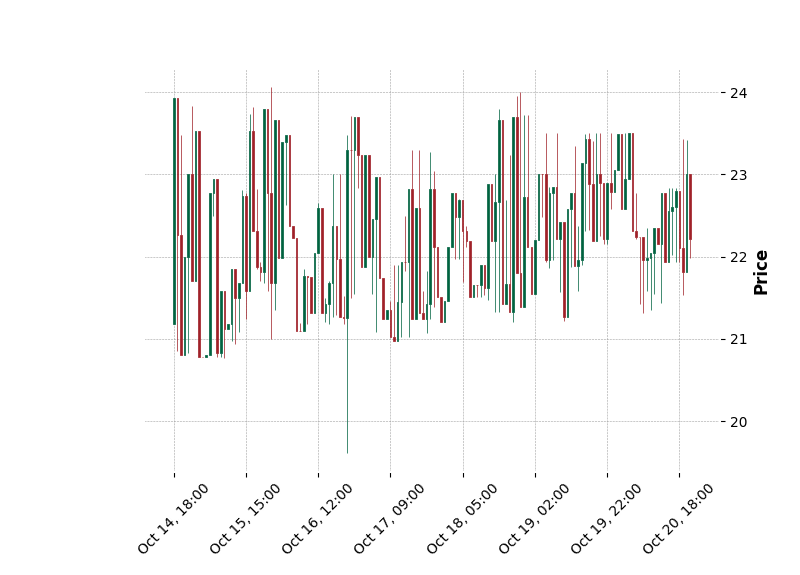 24
23
22
21
20
Price
Oct 14, 18:00
Oct 15, 15:00
Oct 16, 12:00
Oct 17, 09:00
Oct 18, 05:00
Oct 19, 02:00
Oct 19, 22:00
Oct 20, 18:00